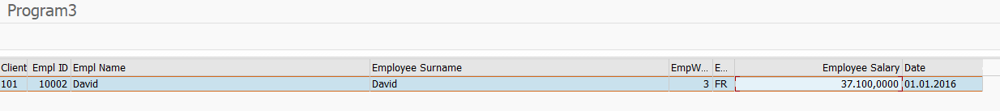 Program3
Client Empl ID Empl Name Employee Surname EmpW... E... Employee Salary Date
101 10002 David David 3 FR 37.100,0000 01.01.2016